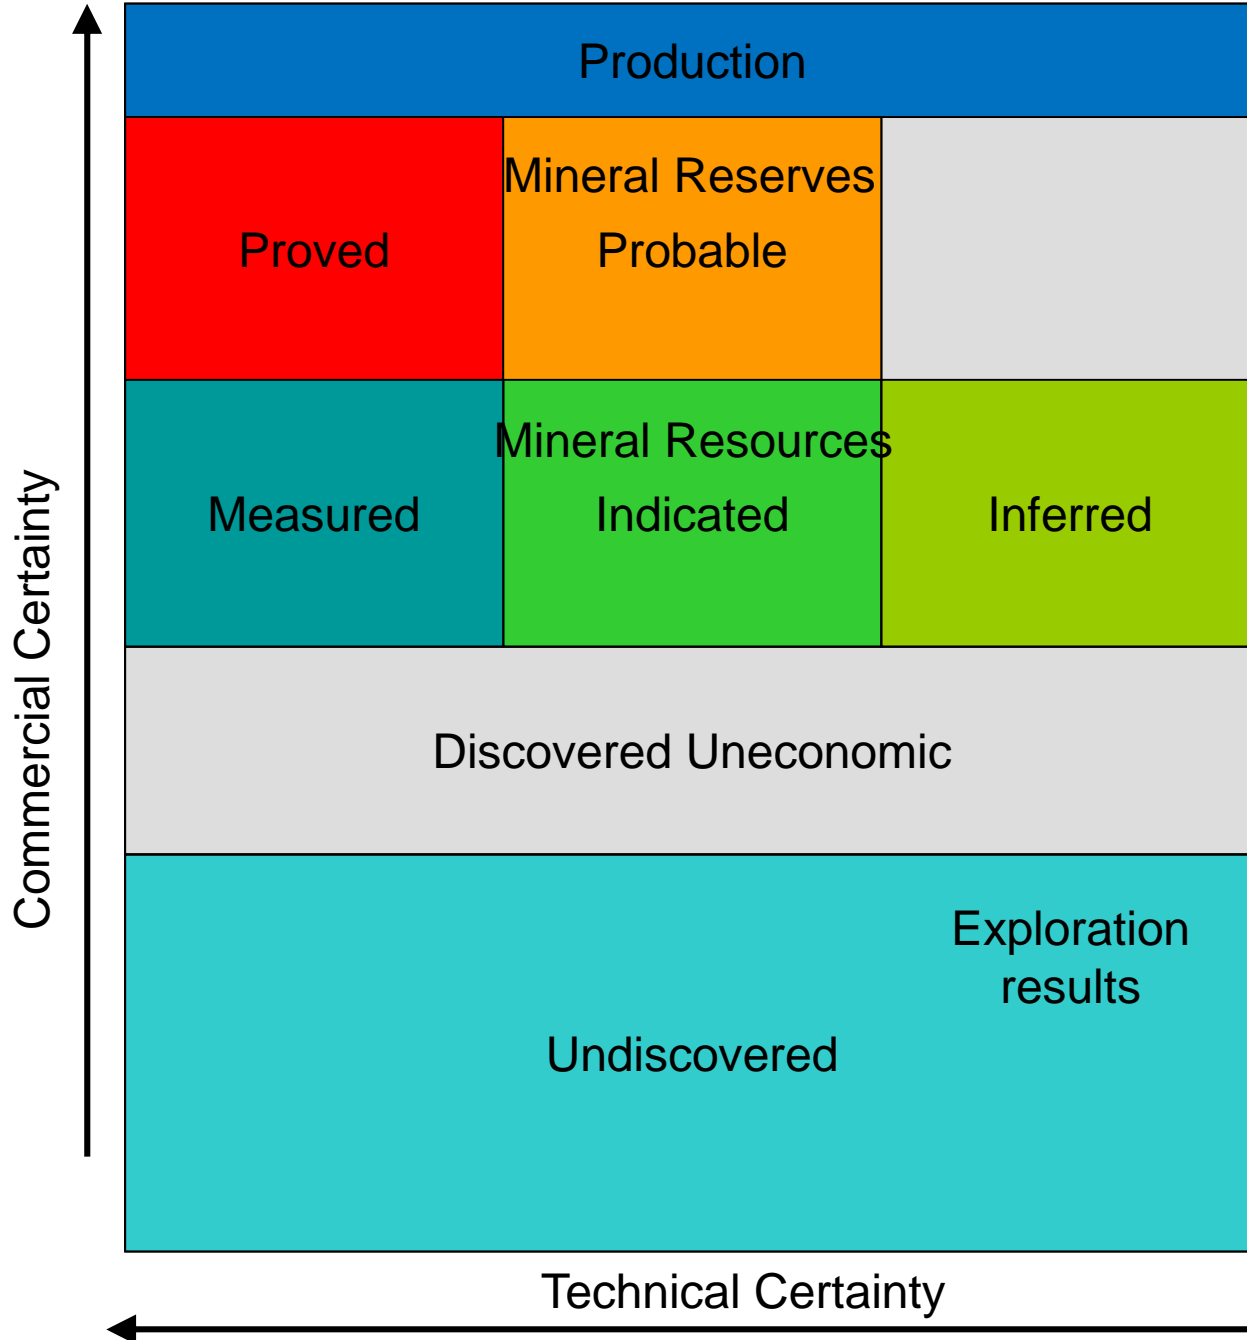 Production
Mineral Reserves
Proved
Probable
Mineral Resources
Measured
Indicated
Inferred
Discovered Uneconomic
Exploration
results
Undiscovered
Commercial Certainty
Technical Certainty